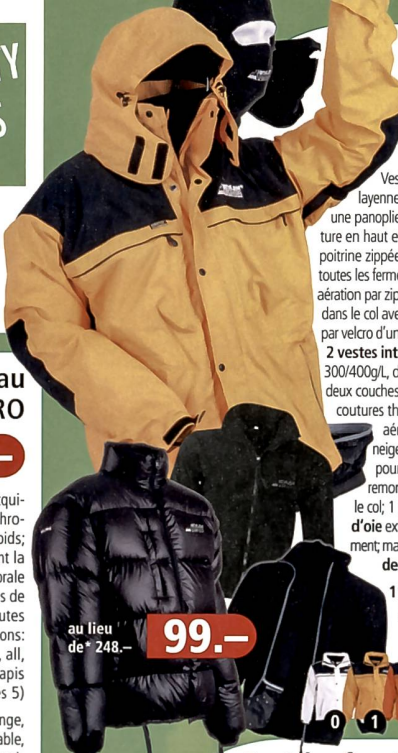 Y
S
Ves
layenne
une panoplie
ture en haut e
poitrine zippée
toutes les ferme
aération par zip
dans le col ave
par velcro d'un
2 vestes int
300/400g/L, d
deux couches
coutures th
aér
neige
pour
remon
le col; 1
d'oie ex
ment; ma
de
1
au
RO
–
qui-
hro-
oids;
nt la
orale
s de
utes
ons:
, all,
apis
es 5)
nge,
able,
au lieu
de* 248.–
99.–
0
1